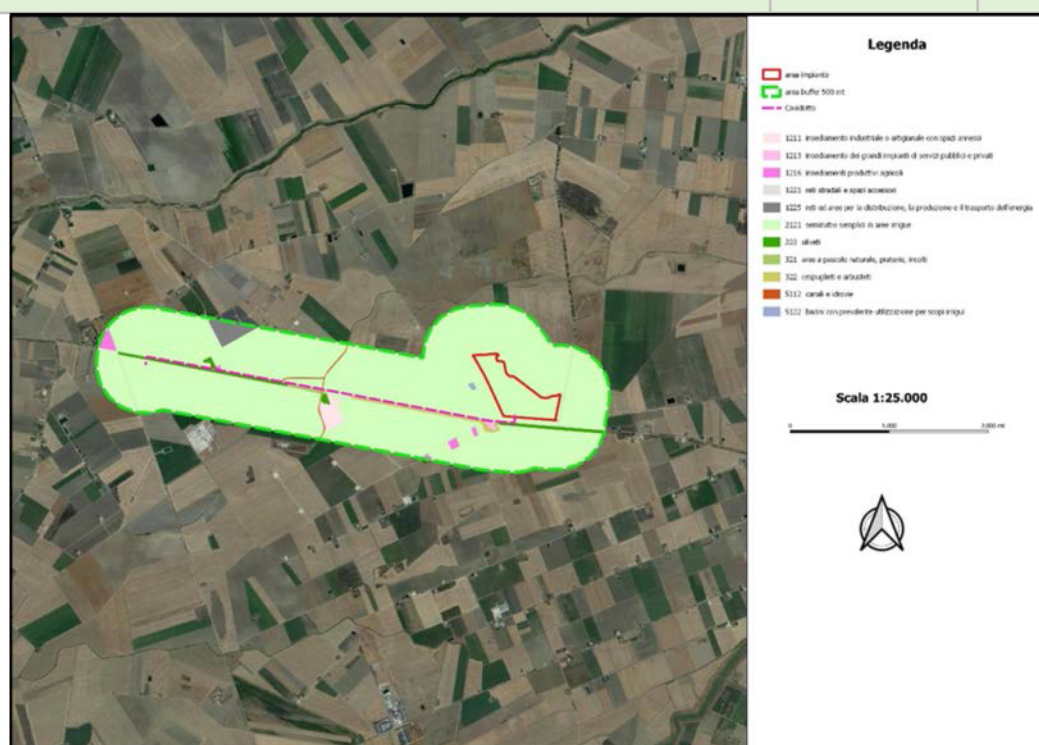 Legenda
area impianto
area buffer 500 mt
Cavidotto
1211 insediamento industriale o artigianale con spazi annessi
1213 insediamento dei grandi impianti di servizi pubblici e privati
1216 insediamenti produttivi agricoli
1221 reti stradali e spazi accessori
1225 reti ed aree per la distribuzione, la produzione e il trasporto dell'energia
2121 seminativi semplici in aree irrigue
223 uliveti
321 aree a pascolo naturale, praterie, incolti
322 cespuglieti e arbusteti
5112 canali e idrovie
5122 bacini con prevalente utilizzazione per scopi irrigui
Scala 1:25.000
0 1.000 2.000 mt